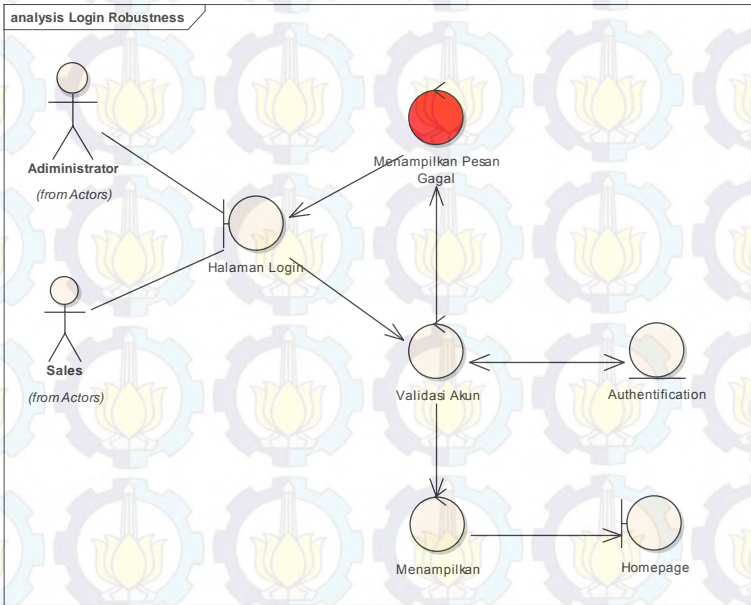 analysis Login Robustness
Adiministrator
(from Actors)
Menampilkan Pesan
Gagal
Halaman Login
Sales
(from Actors)
Validasi Akun
Authentification
Menampilkan
Homepage